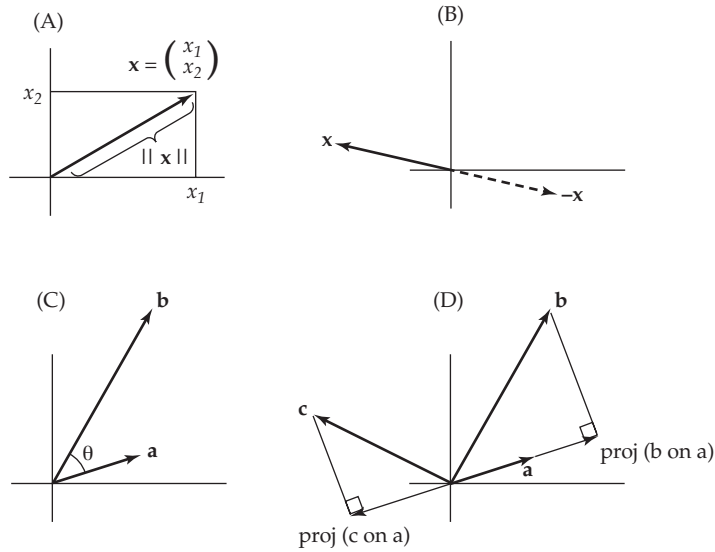 (A)
x = ( x1 x2 )
x2
|| x ||
x1
(B)
x
–x
(C)
b
θ
a
(D)
b
c
a
proj (b on a)
proj (c on a)